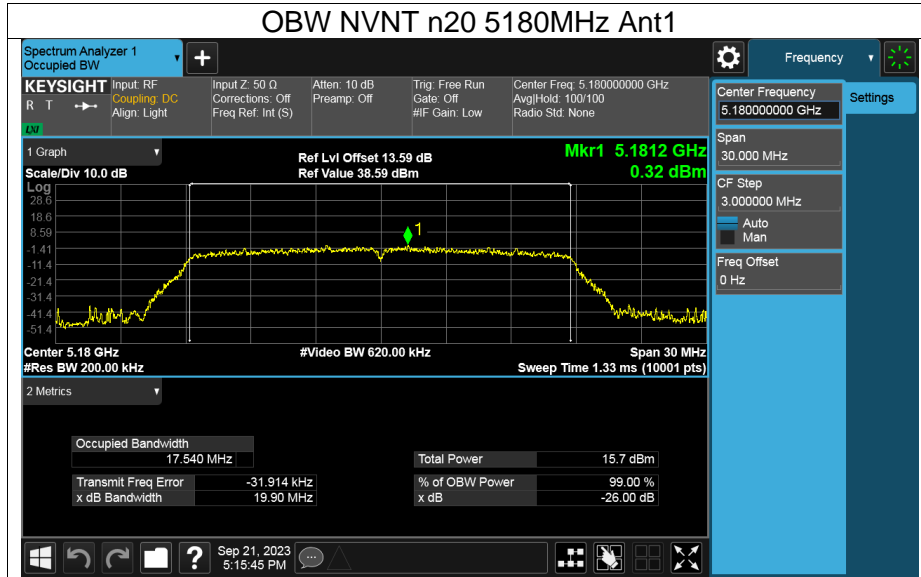 OBW NVNT n20 5180MHz Ant1
Spectrum Analyzer 1
Occupied BW
+
Frequency
KEYSIGHT
R T
LXI
Input: RF
Coupling: DC
Align: Light
Input Z: 50 Ω
Corrections: Off
Freq Ref: Int (S)
Atten: 10 dB
Preamp: Off
Trig: Free Run
Gate: Off
#IF Gain: Low
Center Freq: 5.180000000 GHz
Avg|Hold: 100/100
Radio Std: None
Center Frequency
5.180000000 GHz
Settings
Span
30.000 MHz
CF Step
3.000000 MHz
Auto
Man
Freq Offset
0 Hz
1 Graph
Ref Lvl Offset 13.59 dB
Mkr1 5.1812 GHz
Scale/Div 10.0 dB
Ref Value 38.59 dBm
0.32 dBm
Log
28.6
18.6
8.59
-1.41
-11.4
-21.4
-31.4
-41.4
-51.4
1
Center 5.18 GHz
#Video BW 620.00 kHz
Span 30 MHz
#Res BW 200.00 kHz
Sweep Time 1.33 ms (10001 pts)
2 Metrics
Occupied Bandwidth
17.540 MHz
Total Power 15.7 dBm
Transmit Freq Error -31.914 kHz
% of OBW Power 99.00 %
x dB Bandwidth 19.90 MHz
x dB -26.00 dB
?
Sep 21, 2023
5:15:45 PM